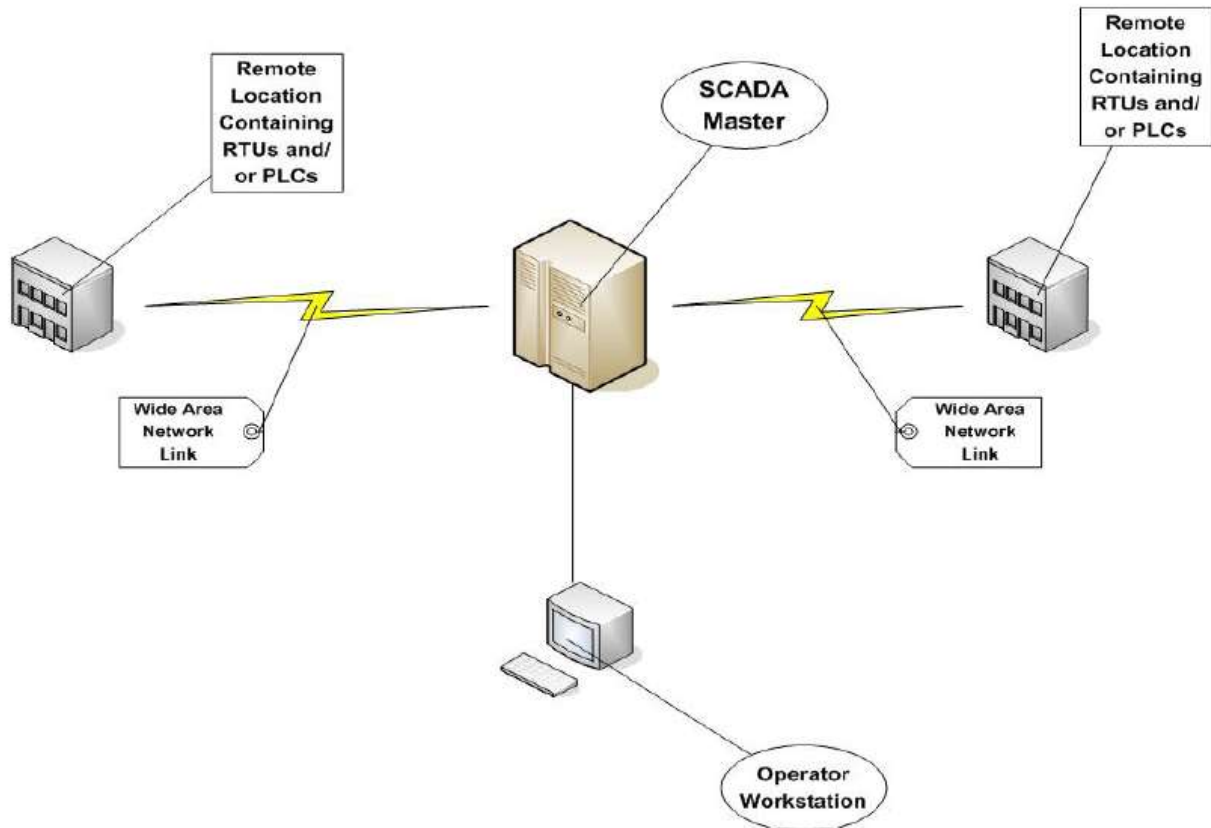 Remote
Location
Containing
RTUs and/
or PLCs
SCADA
Master
Remote
Location
Containing
RTUs and/
or PLCs
Wide Area
Network
Link
Wide Area
Network
Link
Operator
Workstation